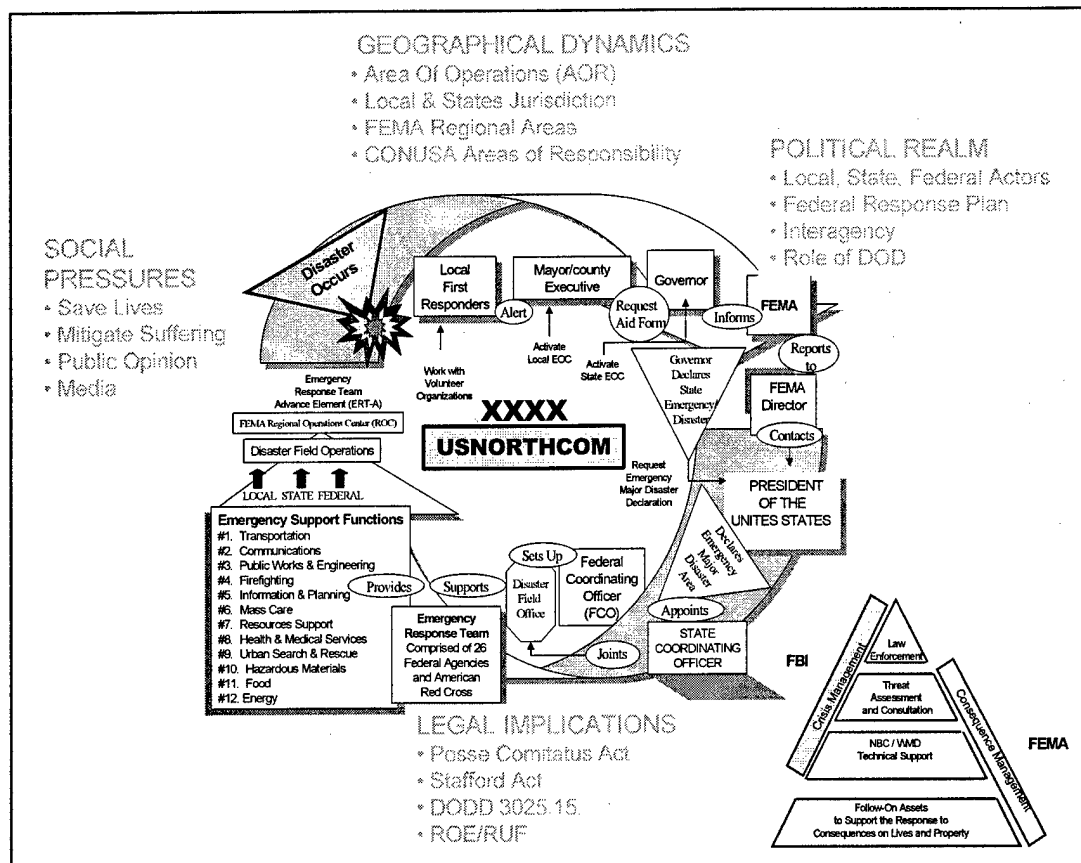 GEOGRAPHICAL DYNAMICS
• Area Of Operations (AOR)
• Local & States Jurisdiction
• FEMA Regional Areas
• CONUSA Areas of Responsibility
POLITICAL REALM
• Local, State, Federal Actors
• Federal Response Plan
• Interagency
• Role of DOD
SOCIAL
PRESSURES
• Save Lives
• Mitigate Suffering
• Public Opinion
• Media
Disaster
Occurs
Local
First
Responders
Alert
Mayor/county
Executive
Request
Aid Form
Governor
Informs
FEMA
Reports
to
FEMA
Director
Contacts
PRESIDENT
OF THE
UNITES STATES
Work with
Volunteer
Organizations
Activate
Local EOC
Activate
State EOC
Governor
Declares
State
Emergency/
Disaster
Request
Emergency
Major Disaster
Declaration
XXXX
USNORTHCOM
Emergency
Response Team
Advance Element (ERT-A)
FEMA Regional Operations Center (ROC)
Disaster Field Operations
LOCAL STATE FEDERAL
Emergency Support Functions
#1. Transportation
#2. Communications
#3. Public Works & Engineering
#4. Firefighting
#5. Information & Planning
#6. Mass Care
#7. Resources Support
#8. Health & Medical Services
#9. Urban Search & Rescue
#10. Hazardous Materials
#11. Food
#12. Energy
Provides
Supports
Emergency
Response Team
Comprised of 26
Federal Agencies
and American
Red Cross
Sets Up
Disaster
Field
Office
Federal
Coordinating
Officer
(FCO)
Joints
Declares
Emergency
Major
Disaster
Area
Appoints
STATE
COORDINATING
OFFICER
LEGAL IMPLICATIONS
• Posse Comitatus Act
• Stafford Act
• DODD 3025.15.
• ROE/RUF
FBI
Crisis Management
Law
Enforcement
Threat
Assessment
and Consultation
NBC / WMD
Technical Support
Follow-On Assets
to Support the Response to
Consequences on Lives and Property
Consequence Management
FEMA